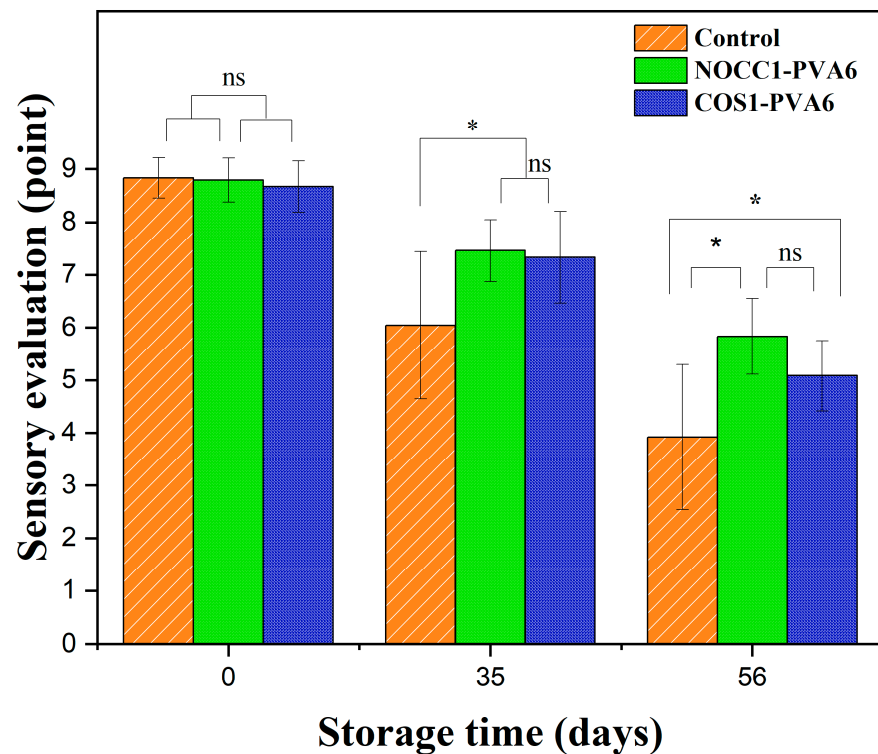 Control
NOCC1-PVA6
COS1-PVA6
ns
*
ns
*
*
ns
Sensory evaluation (point)
9
8
7
6
5
4
3
2
1
0
0
35
56
Storage time (days)